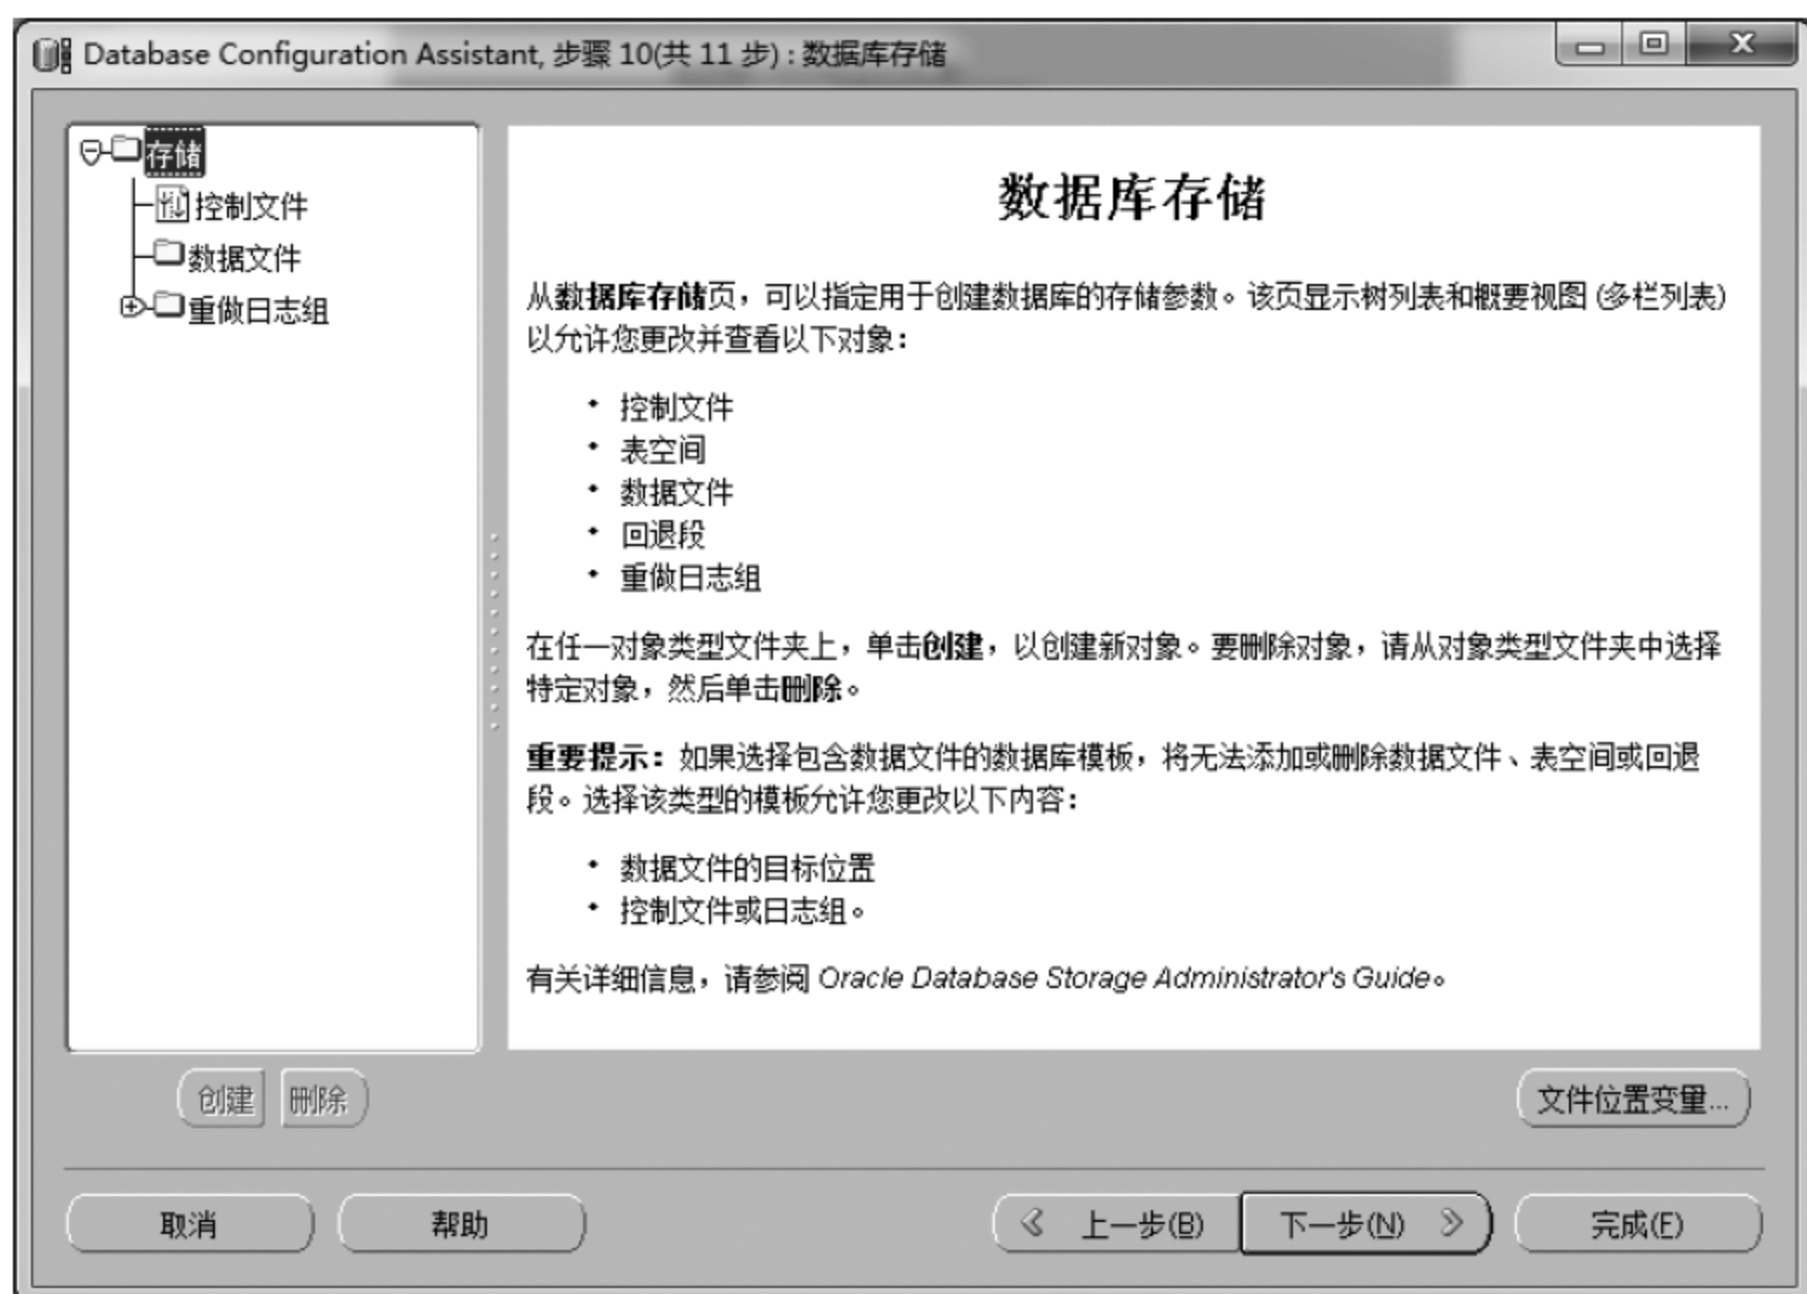 Database Configuration Assistant, 步骤 10(共 11 步) : 数据库存储
存储
控制文件
数据文件
重做日志组
数据库存储
从数据库存储页，可以指定用于创建数据库的存储参数。该页显示树列表和概要视图 (多栏列表)
以允许您更改并查看以下对象：
• 控制文件
• 表空间
• 数据文件
• 回退段
• 重做日志组
在任一对象类型文件夹上，单击创建，以创建新对象。要删除对象，请从对象类型文件夹中选择
特定对象，然后单击删除。
重要提示：如果选择包含数据文件的数据库模板，将无法添加或删除数据文件、表空间或回退
段。选择该类型的模板允许您更改以下内容：
• 数据文件的目标位置
• 控制文件或日志组。
有关详细信息，请参阅 Oracle Database Storage Administrator's Guide。
创建 删除 文件位置变量...
取消 帮助 上一步(B) 下一步(N) 完成(F)